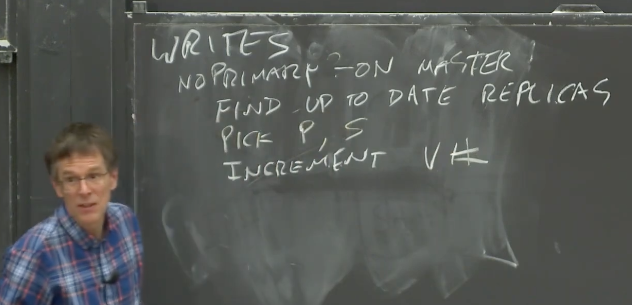 WRITES
NO PRIMARY - ON MASTER
FIND UP TO DATE REPLICAS
PICK P, S
INCREMENT V#